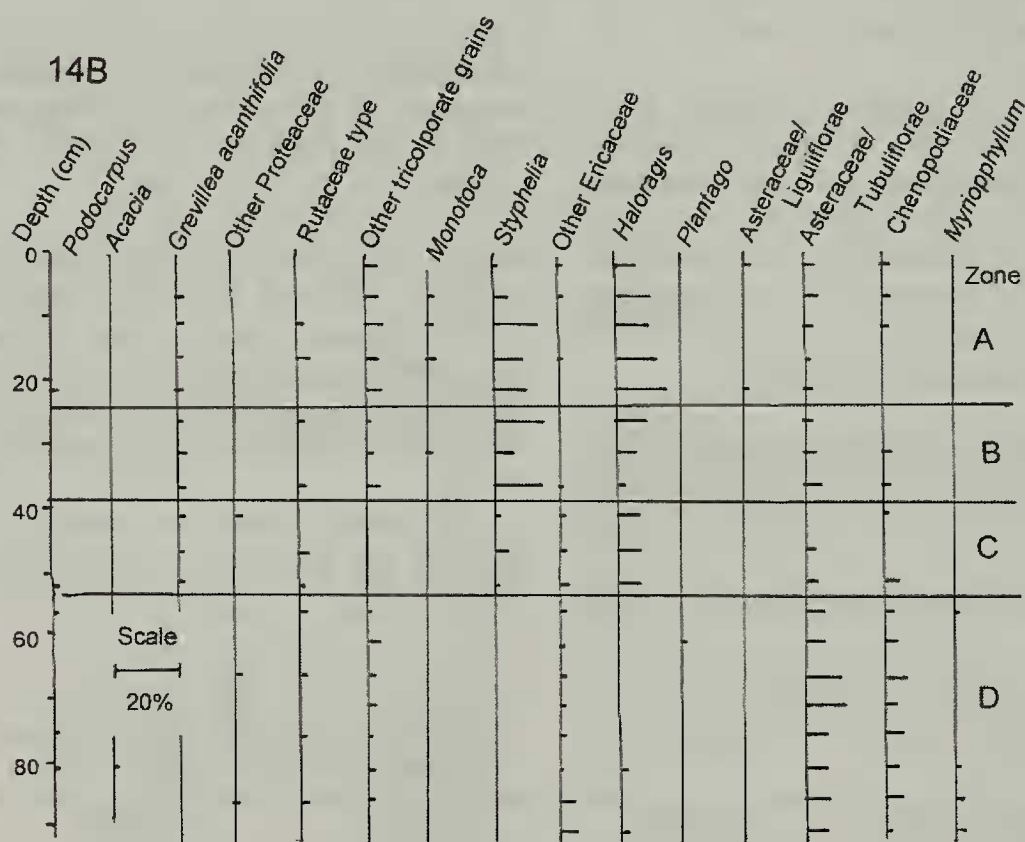 14B
Depth (cm)
Podocarpus
Acacia
Grevillea acanthifolia
Other Proteaceae
Rutaceae type
Other tricolporate grains
Monotoca
Styphelia
Other Ericaceae
Haloragis
Plantago
Asteraceae/
Liguliflorae
Asteraceae/
Tubuliflorae
Chenopodiaceae
Myriopphyllum
0
Zone
A
20
B
40
C
60
Scale
20%
D
80